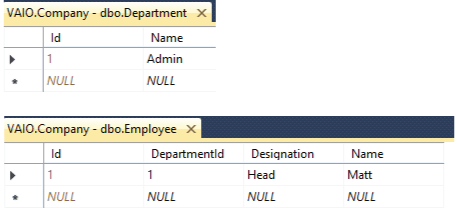 VAIO.Company - dbo.Department ×
Id Name
1 Admin
NULL NULL
VAIO.Company - dbo.Employee ×
Id DepartmentId Designation Name
1 1 Head Matt
NULL NULL NULL NULL